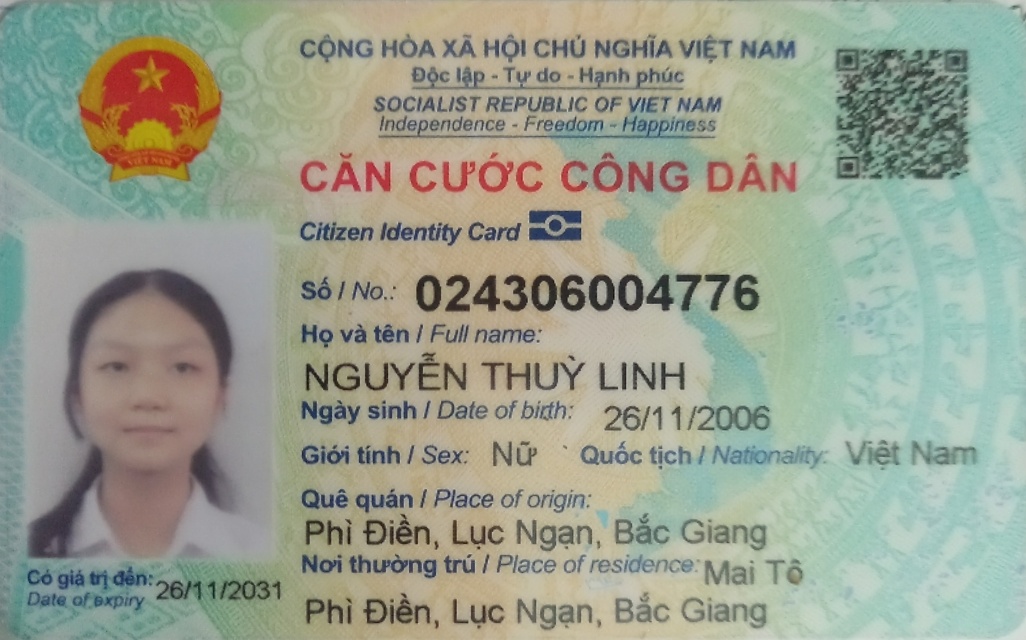 CỘNG HÒA XÃ HỘI CHỦ NGHĨA VIỆT NAM
Độc lập - Tự do - Hạnh phúc
SOCIALIST REPUBLIC OF VIET NAM
Independence - Freedom - Happiness
CĂN CƯỚC CÔNG DÂN
Citizen Identity Card
VIỆT NAM
Số / No.: 024306004776
Họ và tên / Full name:
NGUYỄN THUỲ LINH
Ngày sinh / Date of birth: 26/11/2006
Giới tính / Sex: Nữ Quốc tịch / Nationality: Việt Nam
Quê quán / Place of origin:
Phì Điền, Lục Ngạn, Bắc Giang
Nơi thường trú / Place of residence: Mai Tô
Phì Điền, Lục Ngạn, Bắc Giang
Có giá trị đến: 26/11/2031
Date of expiry